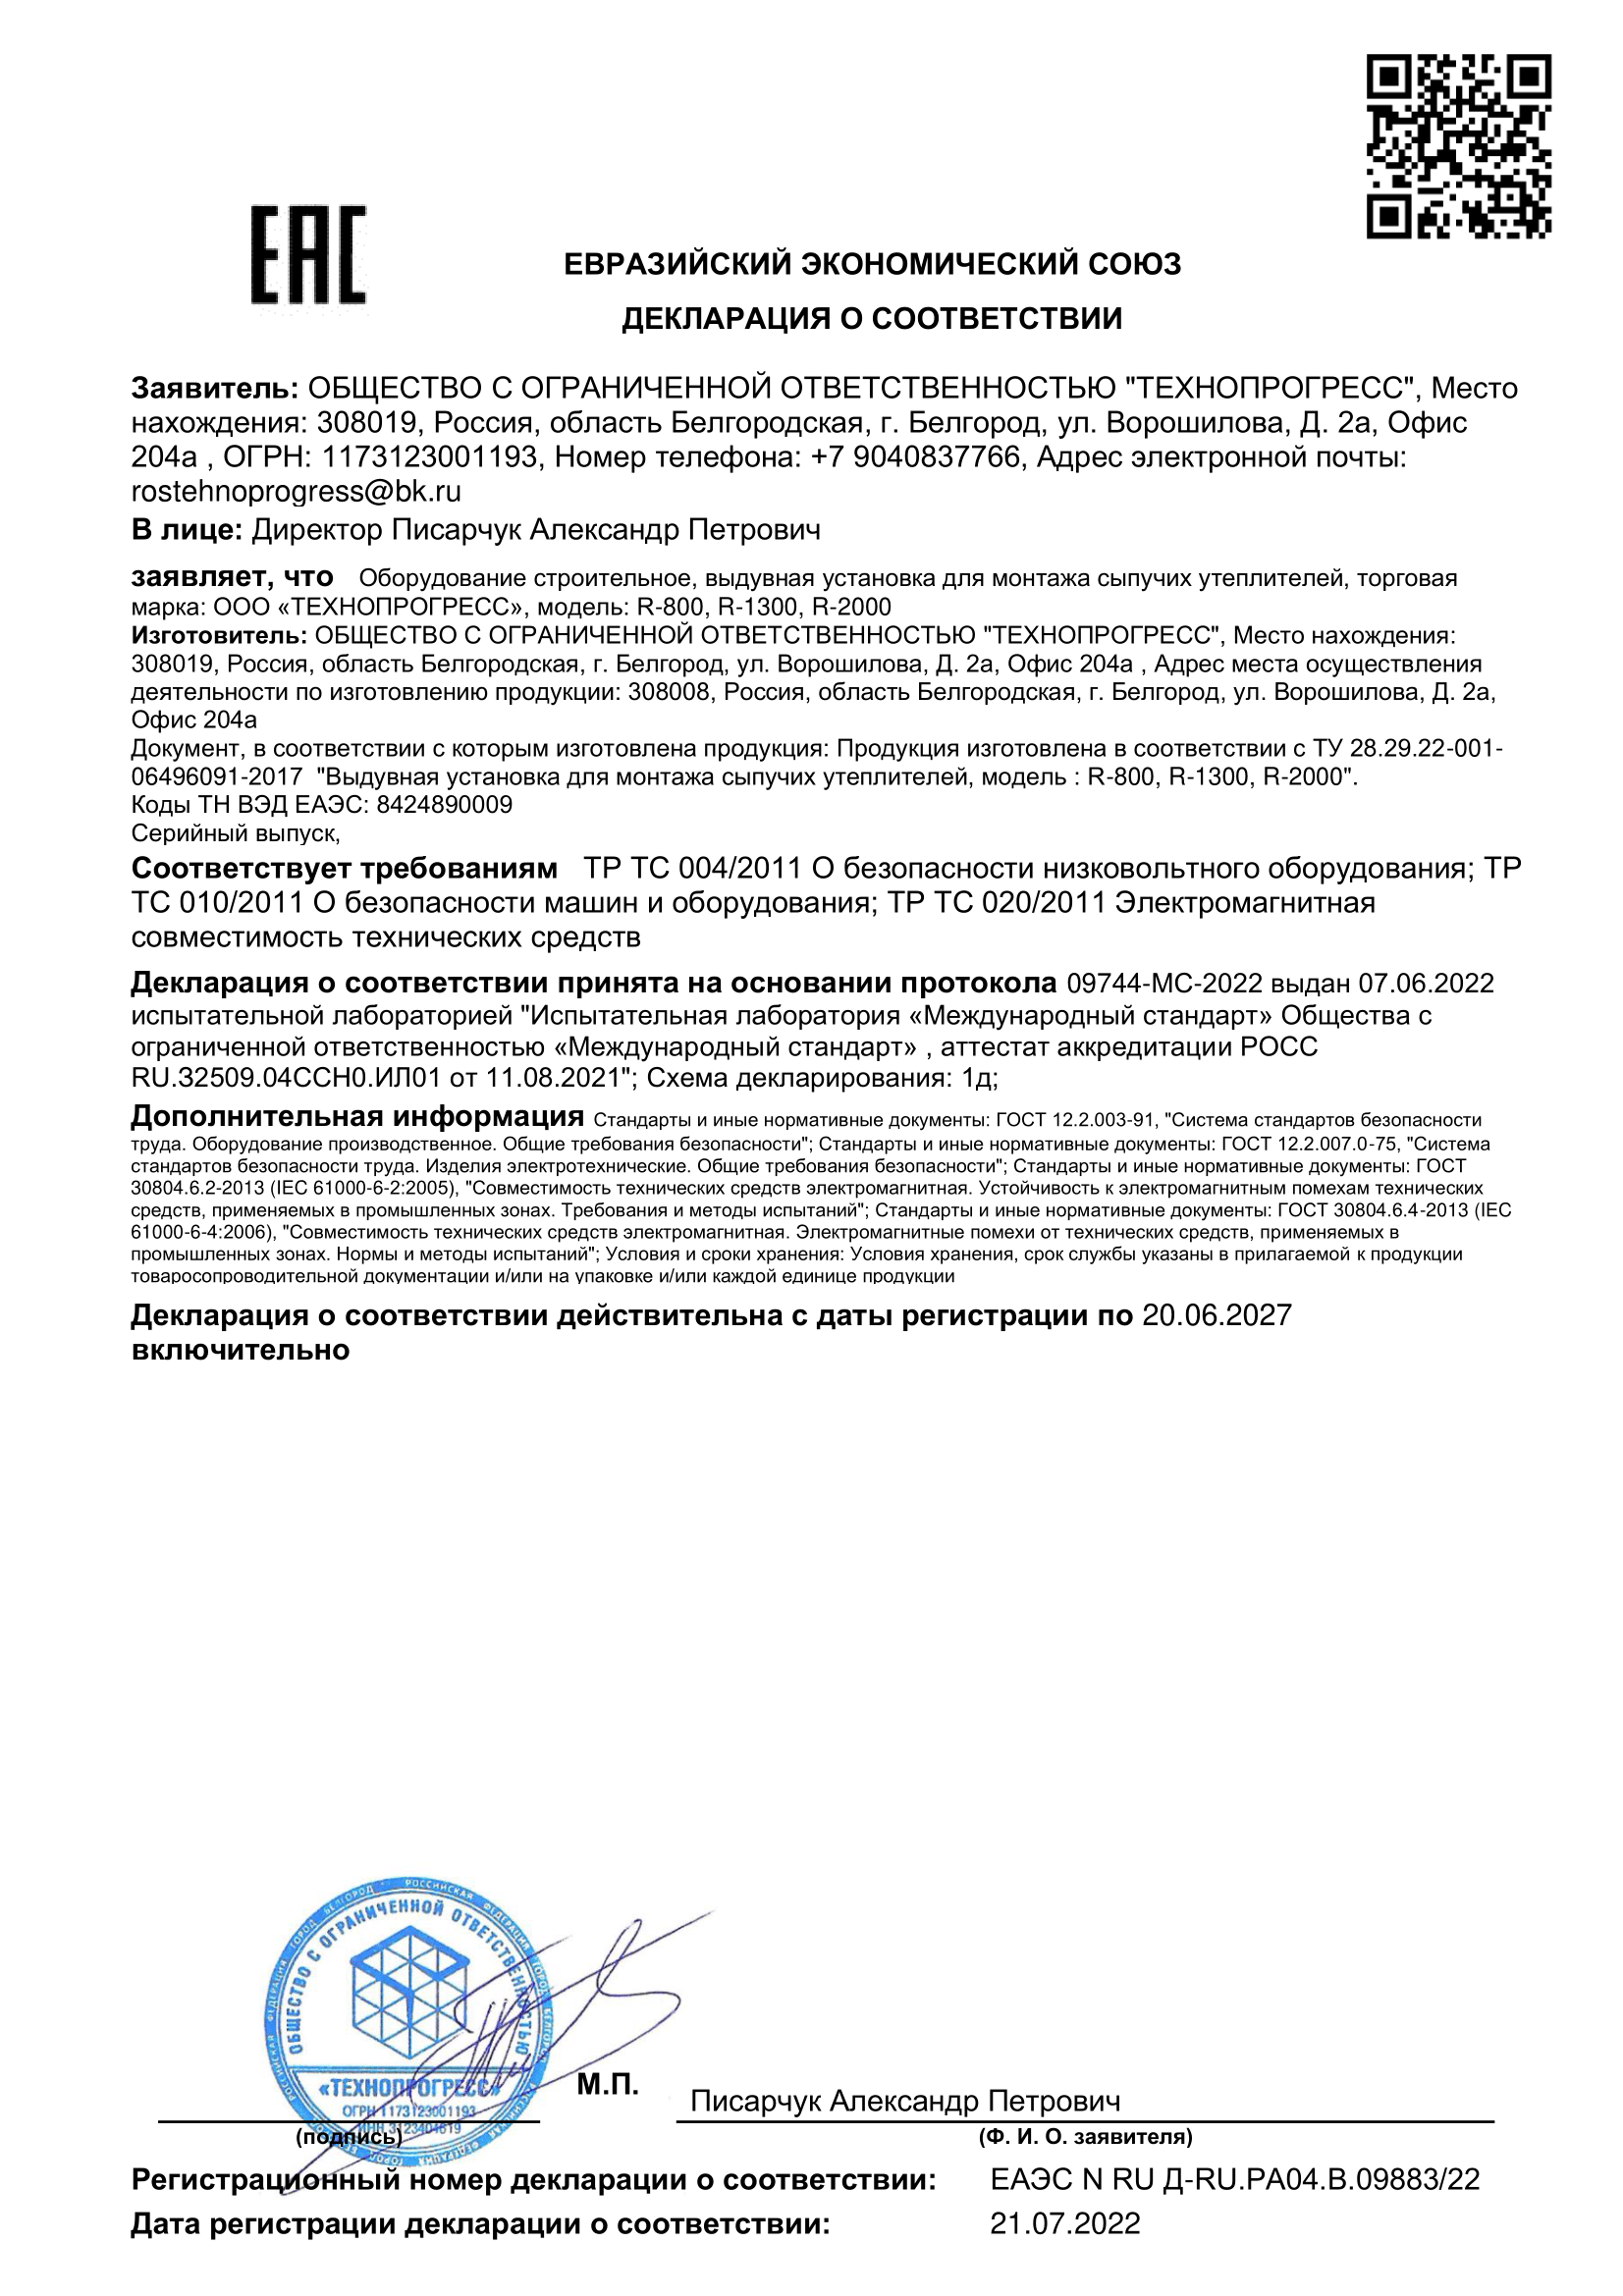 ЕАС
ЕВРАЗИЙСКИЙ ЭКОНОМИЧЕСКИЙ СОЮЗ
ДЕКЛАРАЦИЯ О СООТВЕТСТВИИ
Заявитель: ОБЩЕСТВО С ОГРАНИЧЕННОЙ ОТВЕТСТВЕННОСТЬЮ "ТЕХНОПРОГРЕСС", Место
нахождения: 308019, Россия, область Белгородская, г. Белгород, ул. Ворошилова, Д. 2а, Офис
204а , ОГРН: 1173123001193, Номер телефона: +7 9040837766, Адрес электронной почты:
rostehnoprogress@bk.ru
В лице: Директор Писарчук Александр Петрович
заявляет, что Оборудование строительное, выдувная установка для монтажа сыпучих утеплителей, торговая
марка: ООО «ТЕХНОПРОГРЕСС», модель: R-800, R-1300, R-2000
Изготовитель: ОБЩЕСТВО С ОГРАНИЧЕННОЙ ОТВЕТСТВЕННОСТЬЮ "ТЕХНОПРОГРЕСС", Место нахождения:
308019, Россия, область Белгородская, г. Белгород, ул. Ворошилова, Д. 2а, Офис 204а , Адрес места осуществления
деятельности по изготовлению продукции: 308008, Россия, область Белгородская, г. Белгород, ул. Ворошилова, Д. 2а,
Офис 204а
Документ, в соответствии с которым изготовлена продукция: Продукция изготовлена в соответствии с ТУ 28.29.22-001-
06496091-2017 "Выдувная установка для монтажа сыпучих утеплителей, модель : R-800, R-1300, R-2000".
Коды ТН ВЭД ЕАЭС: 8424890009
Серийный выпуск,
Соответствует требованиям ТР ТС 004/2011 О безопасности низковольтного оборудования; ТР
ТС 010/2011 О безопасности машин и оборудования; ТР ТС 020/2011 Электромагнитная
совместимость технических средств
Декларация о соответствии принята на основании протокола 09744-МС-2022 выдан 07.06.2022
испытательной лабораторией "Испытательная лаборатория «Международный стандарт» Общества с
ограниченной ответственностью «Международный стандарт» , аттестат аккредитации РОСС
RU.32509.04ССН0.ИЛ01 от 11.08.2021"; Схема декларирования: 1д;
Дополнительная информация Стандарты и иные нормативные документы: ГОСТ 12.2.003-91, "Система стандартов безопасности
труда. Оборудование производственное. Общие требования безопасности"; Стандарты и иные нормативные документы: ГОСТ 12.2.007.0-75, "Система
стандартов безопасности труда. Изделия электротехнические. Общие требования безопасности"; Стандарты и иные нормативные документы: ГОСТ
30804.6.2-2013 (IEC 61000-6-2:2005), "Совместимость технических средств электромагнитная. Устойчивость к электромагнитным помехам технических
средств, применяемых в промышленных зонах. Требования и методы испытаний"; Стандарты и иные нормативные документы: ГОСТ 30804.6.4-2013 (IEC
61000-6-4:2006), "Совместимость технических средств электромагнитная. Электромагнитные помехи от технических средств, применяемых в
промышленных зонах. Нормы и методы испытаний"; Условия и сроки хранения: Условия хранения, срок службы указаны в прилагаемой к продукции
товаросопроводительной документации и/или на упаковке и/или каждой единице продукции
Декларация о соответствии действительна с даты регистрации по 20.06.2027
включительно
РОССИЙСКАЯ ФЕДЕРАЦИЯ ГОРОД БЕЛГОРОД
ОБЩЕСТВО С ОГРАНИЧЕННОЙ ОТВЕТСТВЕННОСТЬЮ
«ТЕХНОПРОГРЕСС»
ОГРН 1173123001193
ИНН 3123404619
М.П.
Писарчук Александр Петрович
(подпись)
(Ф. И. О. заявителя)
Регистрационный номер декларации о соответствии: ЕАЭС N RU Д-RU.РА04.В.09883/22
Дата регистрации декларации о соответствии: 21.07.2022